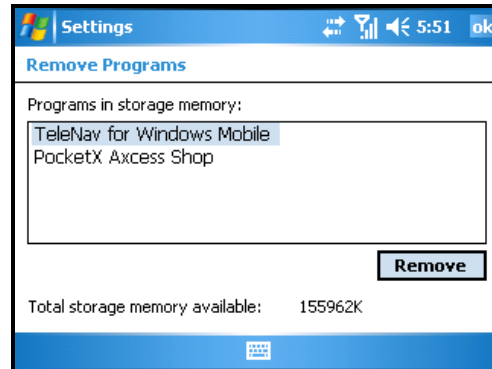 Settings 5:51 ok
Remove Programs
Programs in storage memory:
TeleNav for Windows Mobile
PocketX Axcess Shop
Remove
Total storage memory available: 155962K